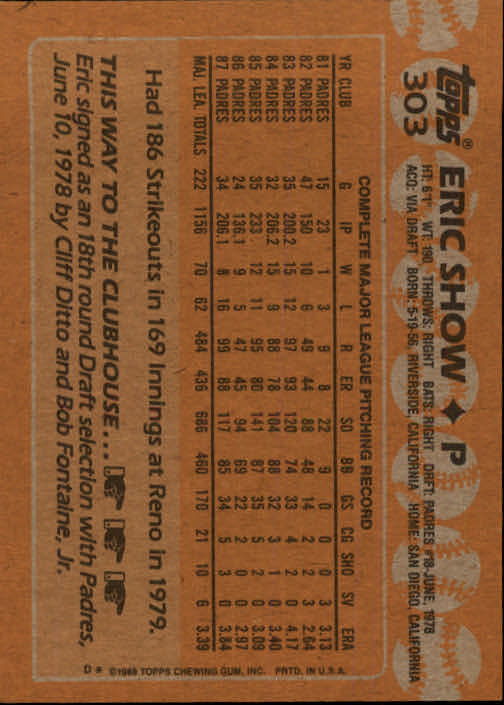 topps® ERIC SHOW ◆ P
303
HT: 6'1" WT: 190 THROWS: RIGHT BATS: RIGHT DRFT: PADRES #18-JUNE, 1978
ACQ: VIA DRAFT BORN: 5-19-56, RIVERSIDE, CALIFORNIA HOME: SAN DIEGO, CALIFORNIA
COMPLETE MAJOR LEAGUE PITCHING RECORD
YR CLUB G IP W L R ER SO BB GS CG SHO SV ERA
81 PADRES 15 23 1 3 9 8 22 9 0 0 0 3 3.13
82 PADRES 47 150 10 6 49 44 88 48 14 2 2 3 2.64
83 PADRES 35 200.2 15 12 97 93 120 74 33 4 2 0 4.17
84 PADRES 32 206.2 15 9 88 78 104 88 32 3 1 0 3.40
85 PADRES 35 233. 12 11 95 80 141 87 35 5 2 0 3.09
86 PADRES 24 136.1 9 5 47 45 94 69 22 2 0 0 2.97
87 PADRES 34 206.1 8 16 99 88 117 85 34 5 3 0 3.84
MAJ. LEA. TOTALS 222 1156 70 62 484 436 686 460 170 21 10 6 3.39
Had 186 Strikeouts in 169 Innings at Reno in 1979.
THIS WAY TO THE CLUBHOUSE...
Eric signed as an 18th round Draft selection with Padres,
June 10, 1978 by Cliff Ditto and Bob Fontaine, Jr.
D* ©1988 TOPPS CHEWING GUM, INC. PRTD. IN U.S.A.